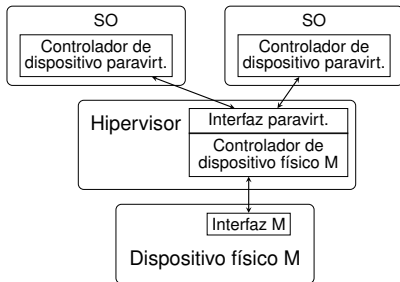 SO
Controlador de
dispositivo paravirt.
SO
Controlador de
dispositivo paravirt.
Hipervisor
Interfaz paravirt.
Controlador de
dispositivo físico M
Interfaz M
Dispositivo físico M